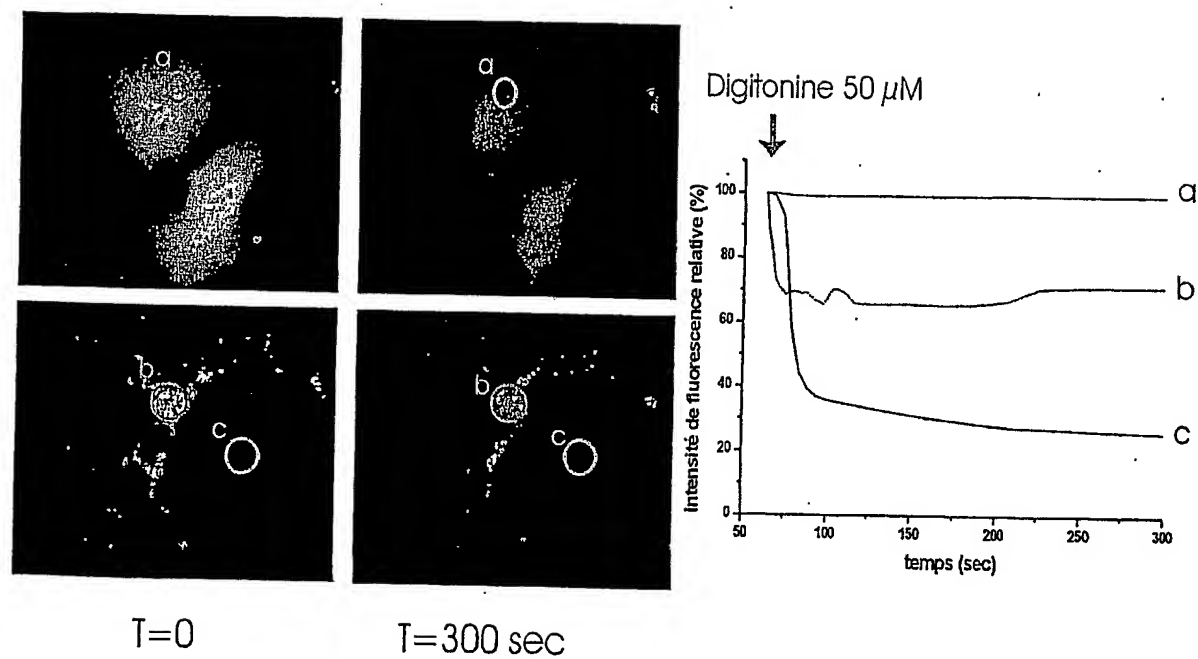 a
a
b
c
b
c
T=0
T=300 sec
Digitonine 50 µM
Intensité de fluorescence relative (%)
100
80
60
40
20
0
50
100
150
200
250
300
temps (sec)
a
b
c